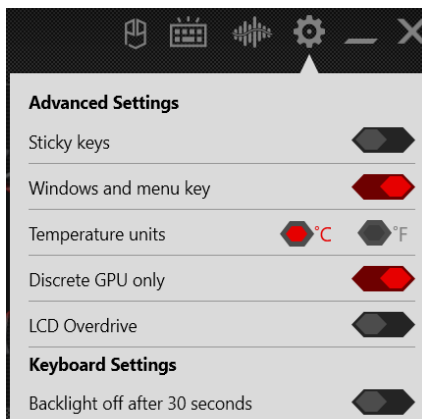 Advanced Settings
Sticky keys
Windows and menu key
Temperature units °C °F
Discrete GPU only
LCD Overdrive
Keyboard Settings
Backlight off after 30 seconds